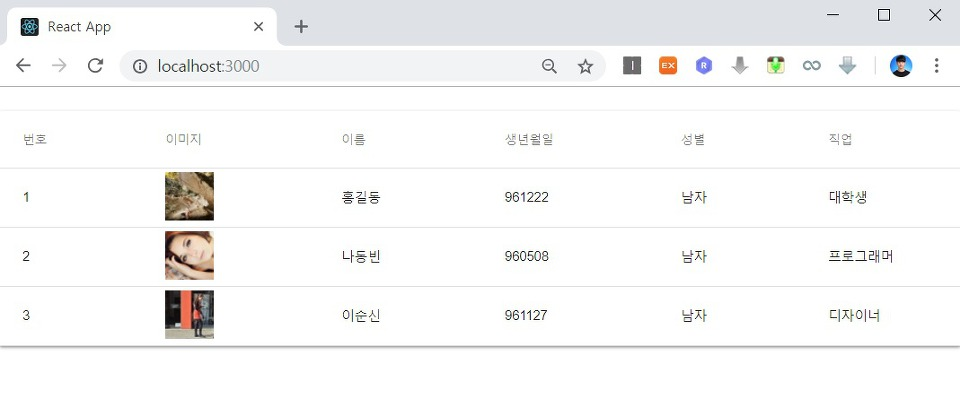 React App
localhost:3000
I EX R
번호 이미지 이름 생년월일 성별 직업
1 홍길동 961222 남자 대학생
2 나동빈 960508 남자 프로그래머
3 이순신 961127 남자 디자이너